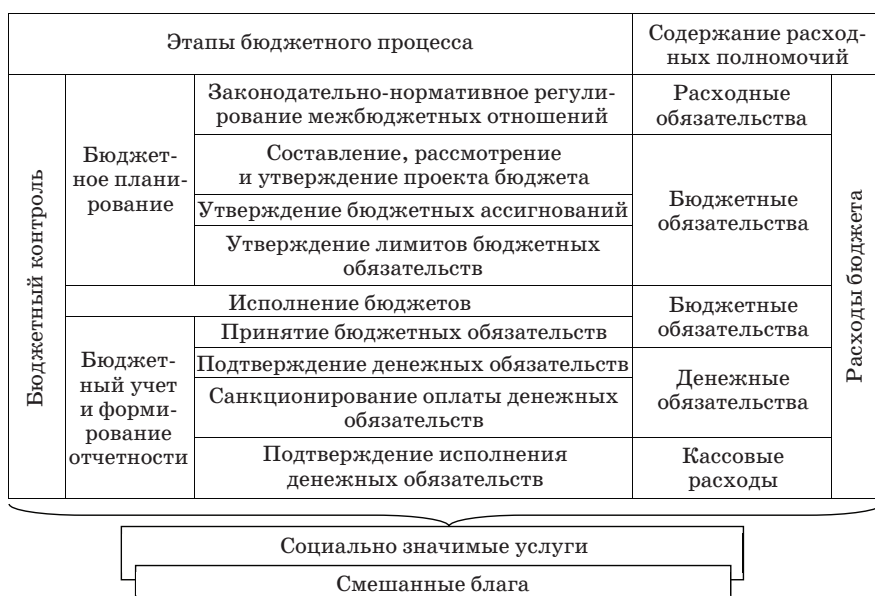 Этапы бюджетного процесса
Содержание расход-
ных полномочий
Бюджетный контроль
Бюджет-
ное плани-
рование
Законодательно-нормативное регули-
рование межбюджетных отношений
Расходные
обязательства
Расходы бюджета
Составление, рассмотрение
и утверждение проекта бюджета
Утверждение бюджетных ассигнований
Утверждение лимитов бюджетных
обязательств
Бюджетные
обязательства
Исполнение бюджетов
Бюджетные
обязательства
Бюджет-
ный учет
и форми-
рование
отчетности
Принятие бюджетных обязательств
Подтверждение денежных обязательств
Санкционирование оплаты денежных
обязательств
Денежные
обязательства
Подтверждение исполнения
денежных обязательств
Кассовые
расходы
Социально значимые услуги
Смешанные блага